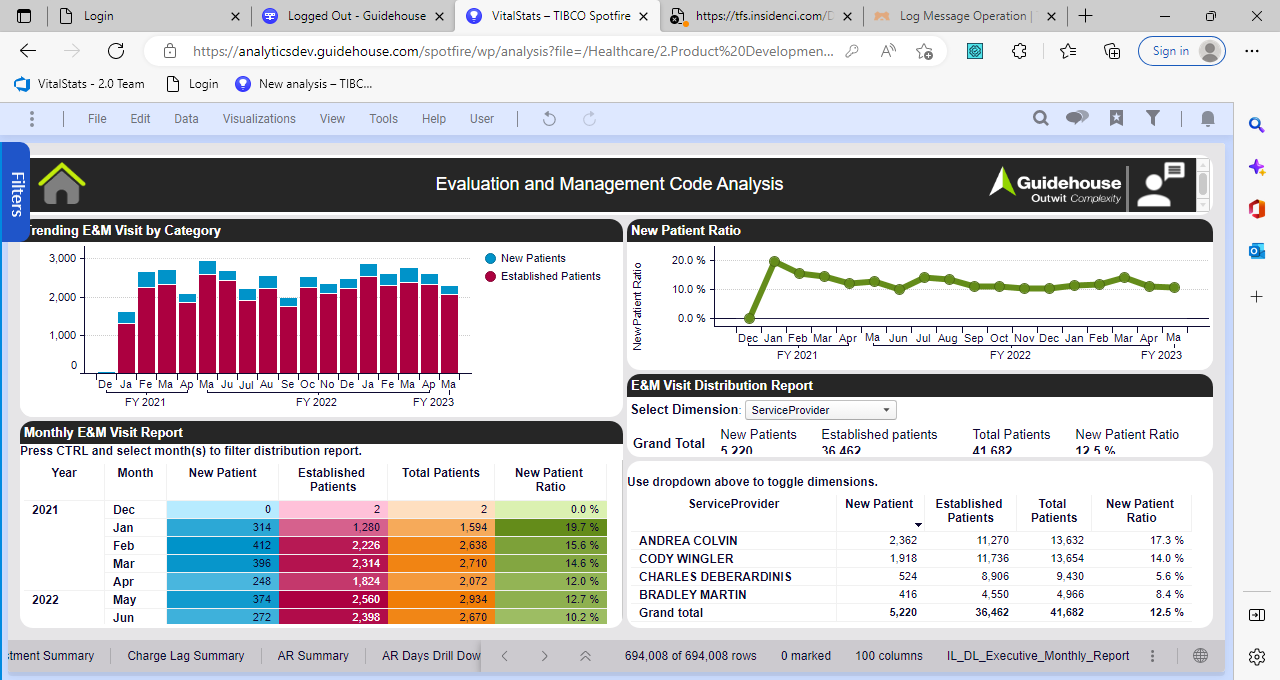 Login
Logged Out - Guidehouse
VitalStats – TIBCO Spotfire
https://tfs.insidenci.com/D
Log Message Operation |
https://analyticsdev.guidehouse.com/spotfire/wp/analysis?file=/Healthcare/2.Product%20Developmen...
Sign in
VitalStats - 2.0 Team
Login
New analysis – TIBC...
File Edit Data Visualizations View Tools Help User
Filters
Evaluation and Management Code Analysis
Guidehouse
Outwit Complexity
Trending E&M Visit by Category
3,000
2,000
1,000
0
De Ja Fe Ma Ap Ma Ju Jul Au Se Oc No De Ja Fe Ma Ap Ma
FY 2021 FY 2022 FY 2023
New Patients
Established Patients
New Patient Ratio
New Patient Ratio
20.0 %
10.0 %
0.0 %
Dec Jan Feb Mar Apr Ma Jun Jul Aug Sep Oct Nov Dec Jan Feb Mar Apr Ma
FY 2021 FY 2022 FY 2023
Monthly E&M Visit Report
Press CTRL and select month(s) to filter distribution report.
Year Month New Patient Established Patients Total Patients New Patient Ratio
2021 Dec 0 2 2 0.0 %
Jan 314 1,280 1,594 19.7 %
Feb 412 2,226 2,638 15.6 %
Mar 396 2,314 2,710 14.6 %
Apr 248 1,824 2,072 12.0 %
2022 May 374 2,560 2,934 12.7 %
Jun 272 2,398 2,670 10.2 %
E&M Visit Distribution Report
Select Dimension: ServiceProvider
New Patients Established patients Total Patients New Patient Ratio
Grand Total 5,220 36,462 41,682 12.5 %
Use dropdown above to toggle dimensions.
ServiceProvider New Patient Established Patients Total Patients New Patient Ratio
ANDREA COLVIN 2,362 11,270 13,632 17.3 %
CODY WINGLER 1,918 11,736 13,654 14.0 %
CHARLES DEBERARDINIS 524 8,906 9,430 5.6 %
BRADLEY MARTIN 416 4,550 4,966 8.4 %
Grand total 5,220 36,462 41,682 12.5 %
tment Summary Charge Lag Summary AR Summary AR Days Drill Dow
694,008 of 694,008 rows 0 marked 100 columns IL_DL_Executive_Monthly_Report